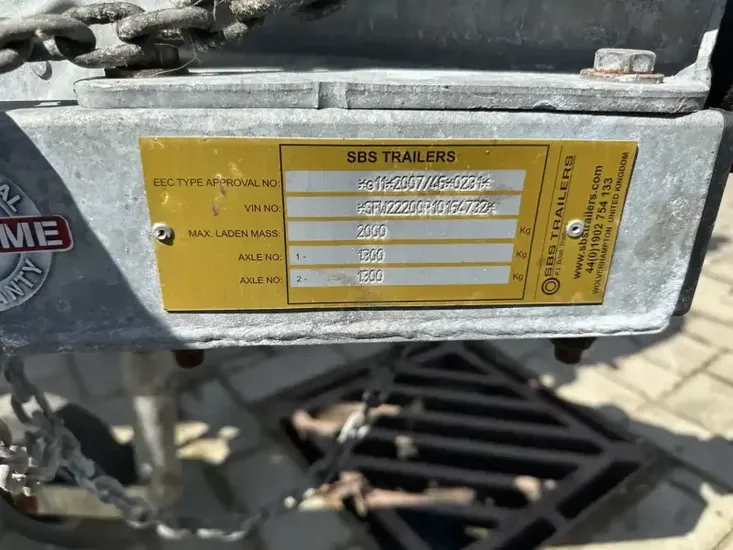 SBS TRAILERS
EEC TYPE APPROVAL NO: *e11*2007/46*0231*
VIN NO:
MAX. LADEN MASS: 2000 Kg
AXLE NO: 1 - 1300 Kg
AXLE NO: 2 - 1300 Kg
SBS TRAILERS
www.sbstrailers.com
44(0)1902 754 133
WOLVERHAMPTON UNITED KINGDOM